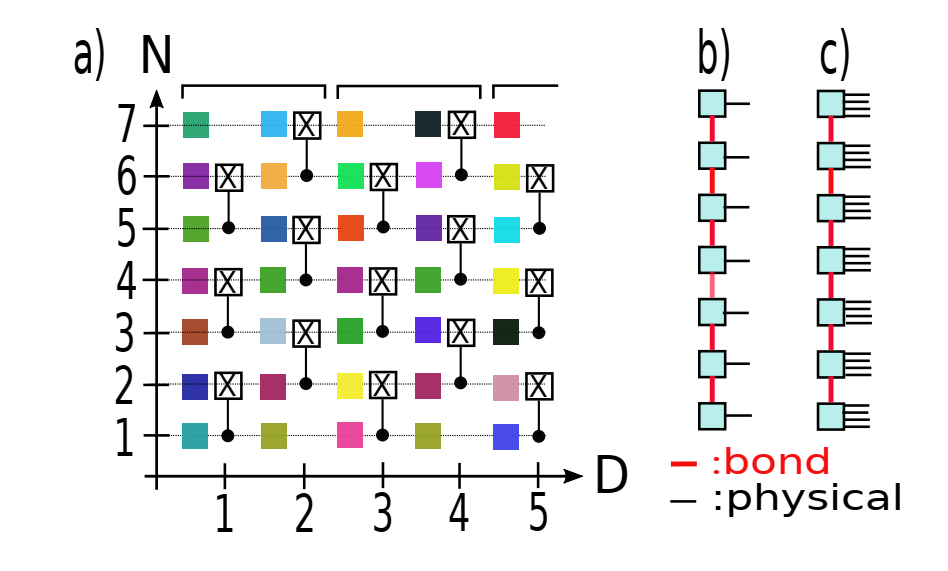 a) N b) c)
7 X X
6 X X X
5 X X
4 X X X
3 X X
2 X X X
1
D
1 2 3 4 5
:bond
:physical